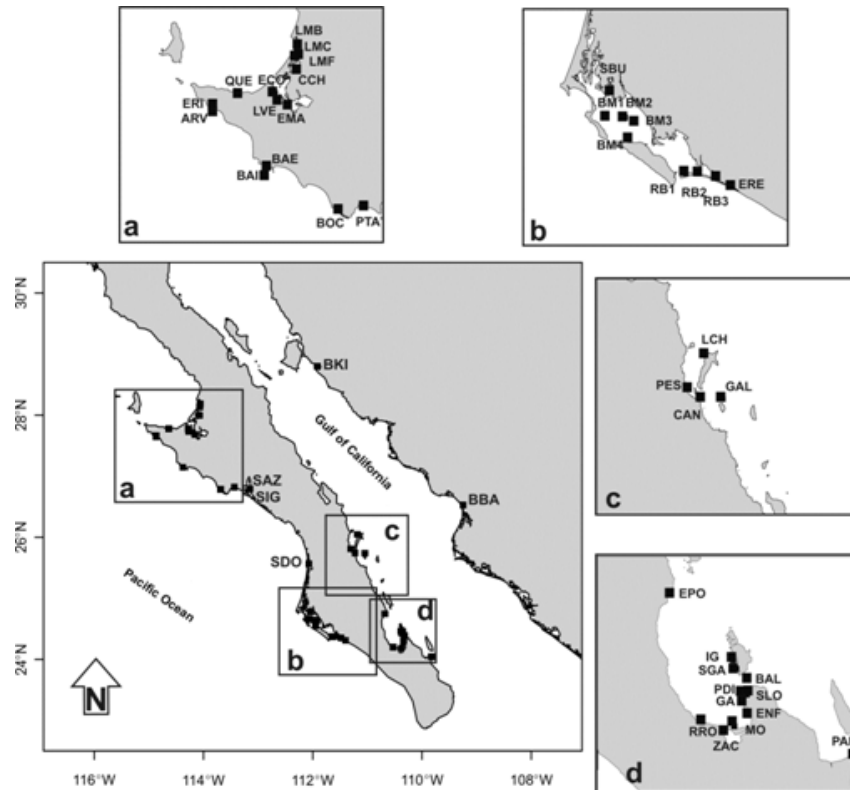 LMB
LMC
LMF
QUE
ECO
CCH
ERI
LVE
ARV
EMA
BAE
BAI
BOC
PTA
a
SBU
BM1
BM2
BM3
BM4
RB1
RB2
RB3
ERE
b
30°N
28°N
26°N
24°N
116°W
114°W
112°W
110°W
108°W
BKI
Gulf of California
a
SAZ
SIG
BBA
c
SDO
d
Pacific Ocean
b
N
LCH
PES
GAL
CAN
c
EPO
IG
SGA
BAL
PDI
SLO
GA
ENF
RRO
MO
ZAC
d